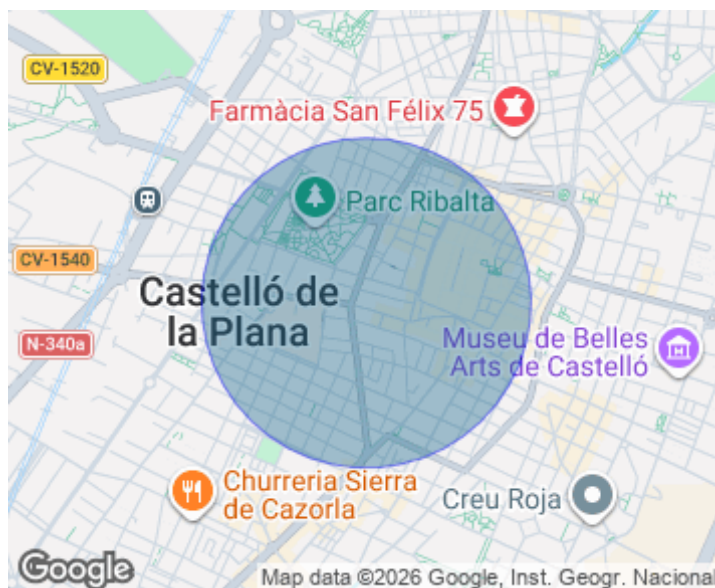 CV-1520
Farmàcia San Félix 75
Parc Ribalta
CV-1540
Castelló de
la Plana
N-340a
Museu de Belles
Arts de Castelló
Churreria Sierra
de Cazorla
Creu Roja
Google
Map data ©2026 Google, Inst. Geogr. Nacional